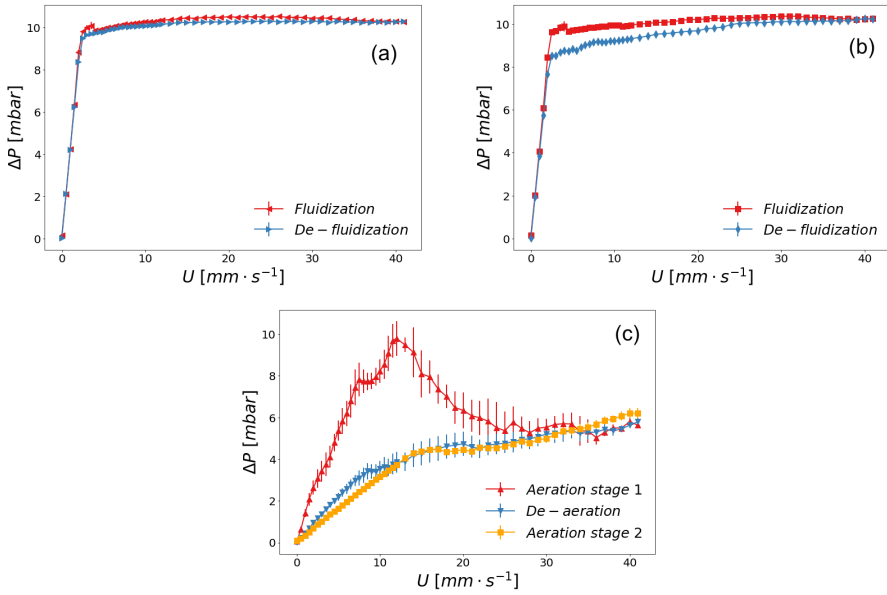 (a)
10
8
6
4
2
0
ΔP [mbar]
Fluidization
De − fluidization
0 10 20 30 40
U [mm · s⁻¹]
(b)
10
8
6
4
2
0
ΔP [mbar]
Fluidization
De − fluidization
0 10 20 30 40
U [mm · s⁻¹]
(c)
10
8
6
4
2
0
ΔP [mbar]
Aeration stage 1
De − aeration
Aeration stage 2
0 10 20 30 40
U [mm · s⁻¹]